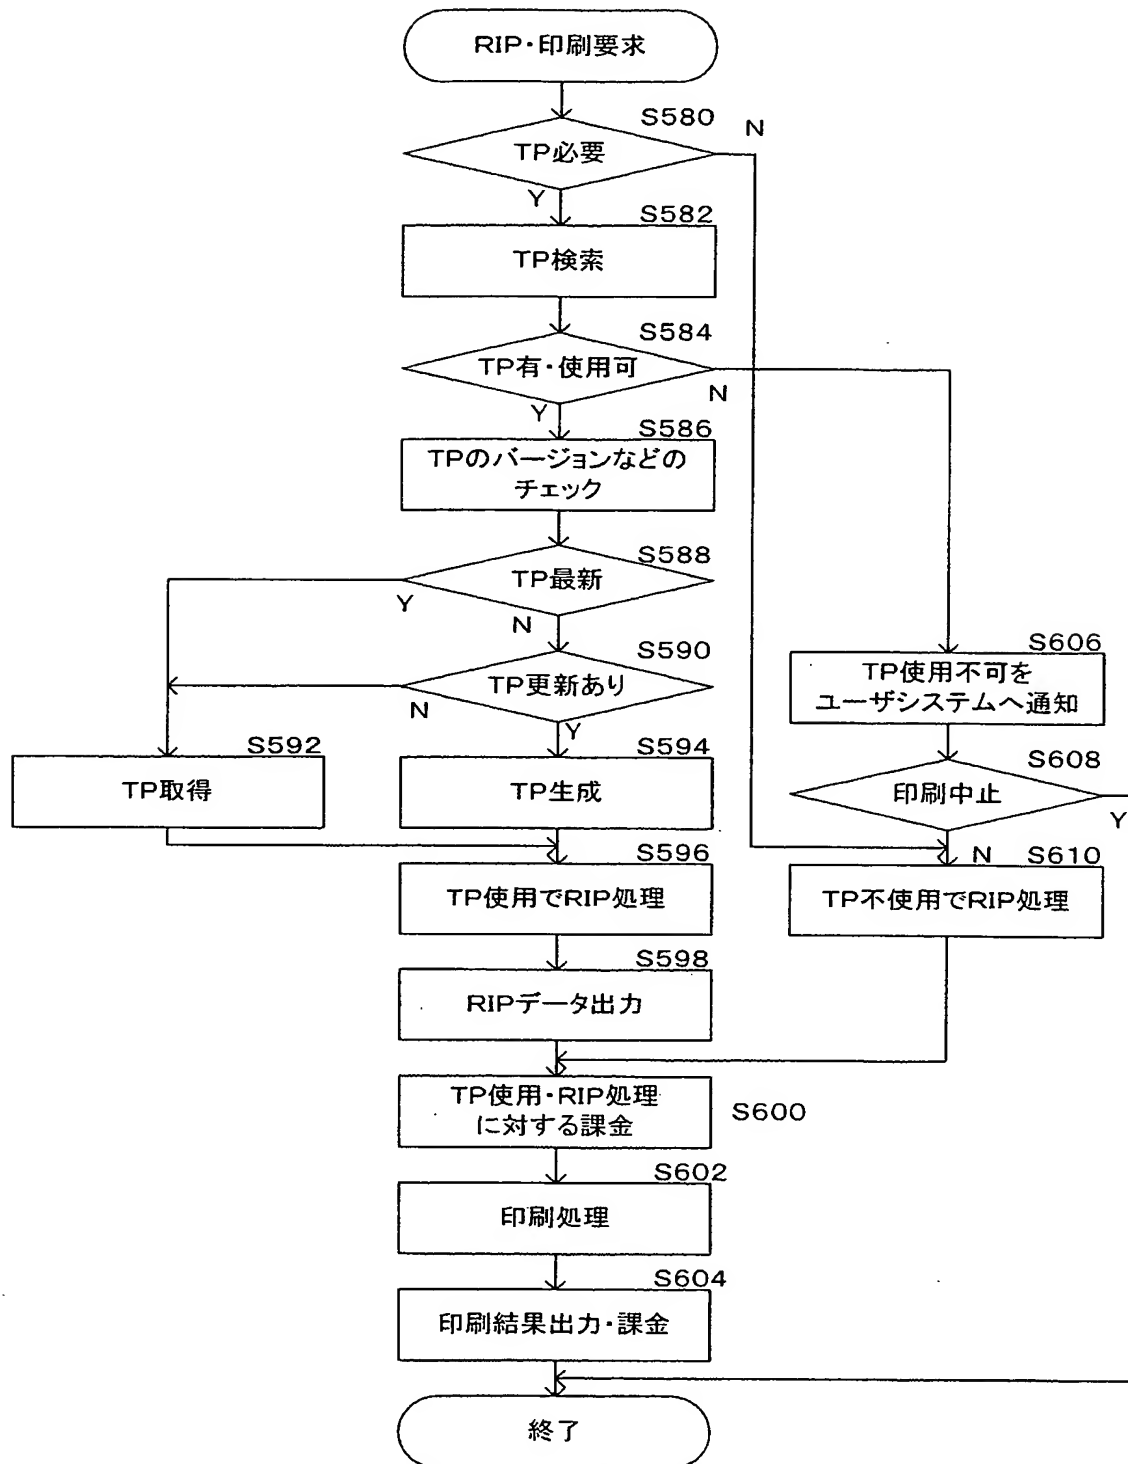 RIP・印刷要求
S580
N
TP必要
Y
S582
TP検索
S584
TP有・使用可
N
Y
S586
TPのバージョンなどの
チェック
S588
TP最新
Y
N
S590
TP更新あり
N
Y
S606
TP使用不可を
ユーザシステムへ通知
S592
TP取得
S594
TP生成
S608
印刷中止
Y
N
S596
TP使用でRIP処理
S610
TP不使用でRIP処理
S598
RIPデータ出力
TP使用・RIP処理
に対する課金
S600
S602
印刷処理
S604
印刷結果出力・課金
終了